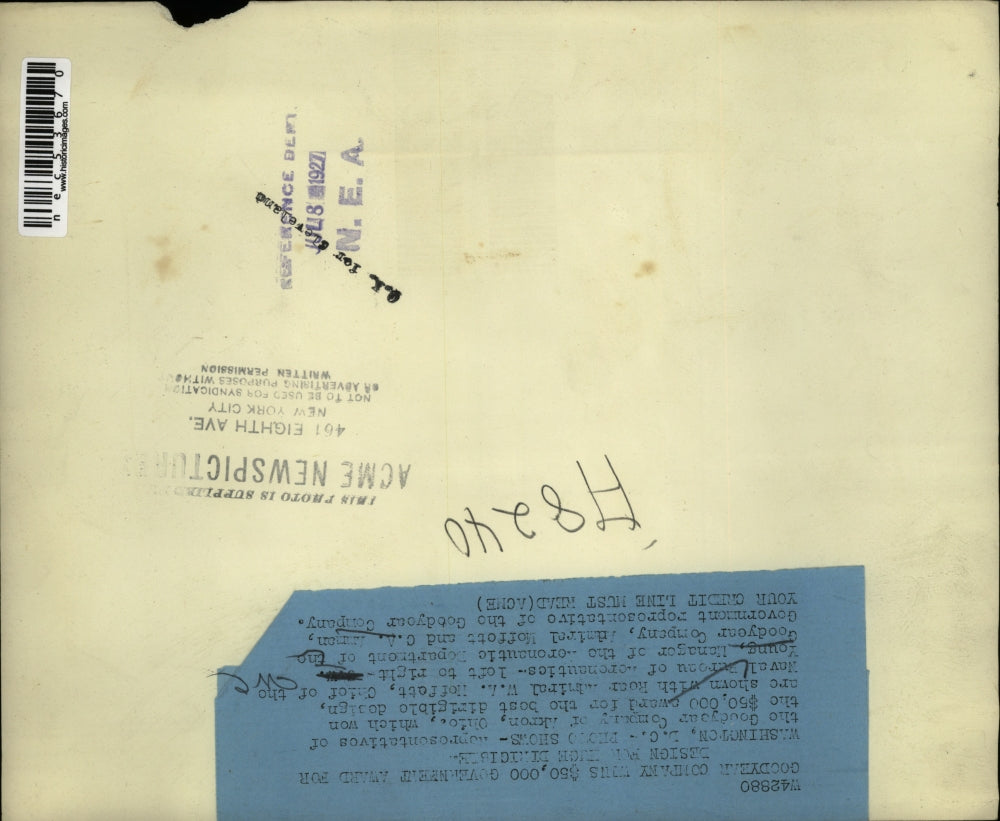 W42980
GOODYEAR COMPANY WINS $50,000 GOVERNMENT AWARD FOR
DESIGN FOR HUGE DIRIGIBLE-
WASHINGTON, D.C.- PHOTO SHOWS- Representatives of
the Goodyear Company of Akron, Ohio, which won
the $50,000 award for the best dirigible design,
are shown with Rear Admiral W.A. Moffett, Chief of the
Naval Bureau of Aeronautics- left to right-
Young, Manager of the Aeronautic Department of the
Goodyear Company, Admiral Moffett and C.A.
Government representative of the Goodyear Company.
YOUR CREDIT LINE MUST READ(ACME)
H8240
THIS PHOTO IS SUPPLIED
ACME NEWSPICTURES
461 EIGHTH AVE.
NEW YORK CITY
NOT TO BE USED FOR SYNDICATION
OR ADVERTISING PURPOSES WITHO
WRITTEN PERMISSION
REFERENCE DEPT
1927
N. E. A.
for Cleveland
nec53670
www.historicimages.com